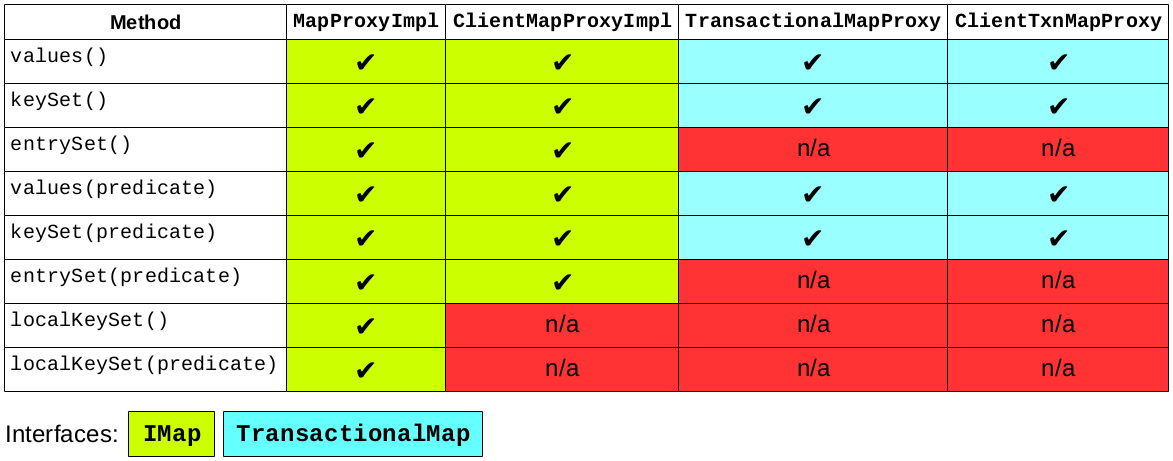 Method MapProxyImpl ClientMapProxyImpl TransactionalMapProxy ClientTxnMapProxy
values() ✔ ✔ ✔ ✔
keySet() ✔ ✔ ✔ ✔
entrySet() ✔ ✔ n/a n/a
values(predicate) ✔ ✔ ✔ ✔
keySet(predicate) ✔ ✔ ✔ ✔
entrySet(predicate) ✔ ✔ n/a n/a
localKeySet() ✔ n/a n/a n/a
localKeySet(predicate) ✔ n/a n/a n/a
Interfaces: IMap TransactionalMap